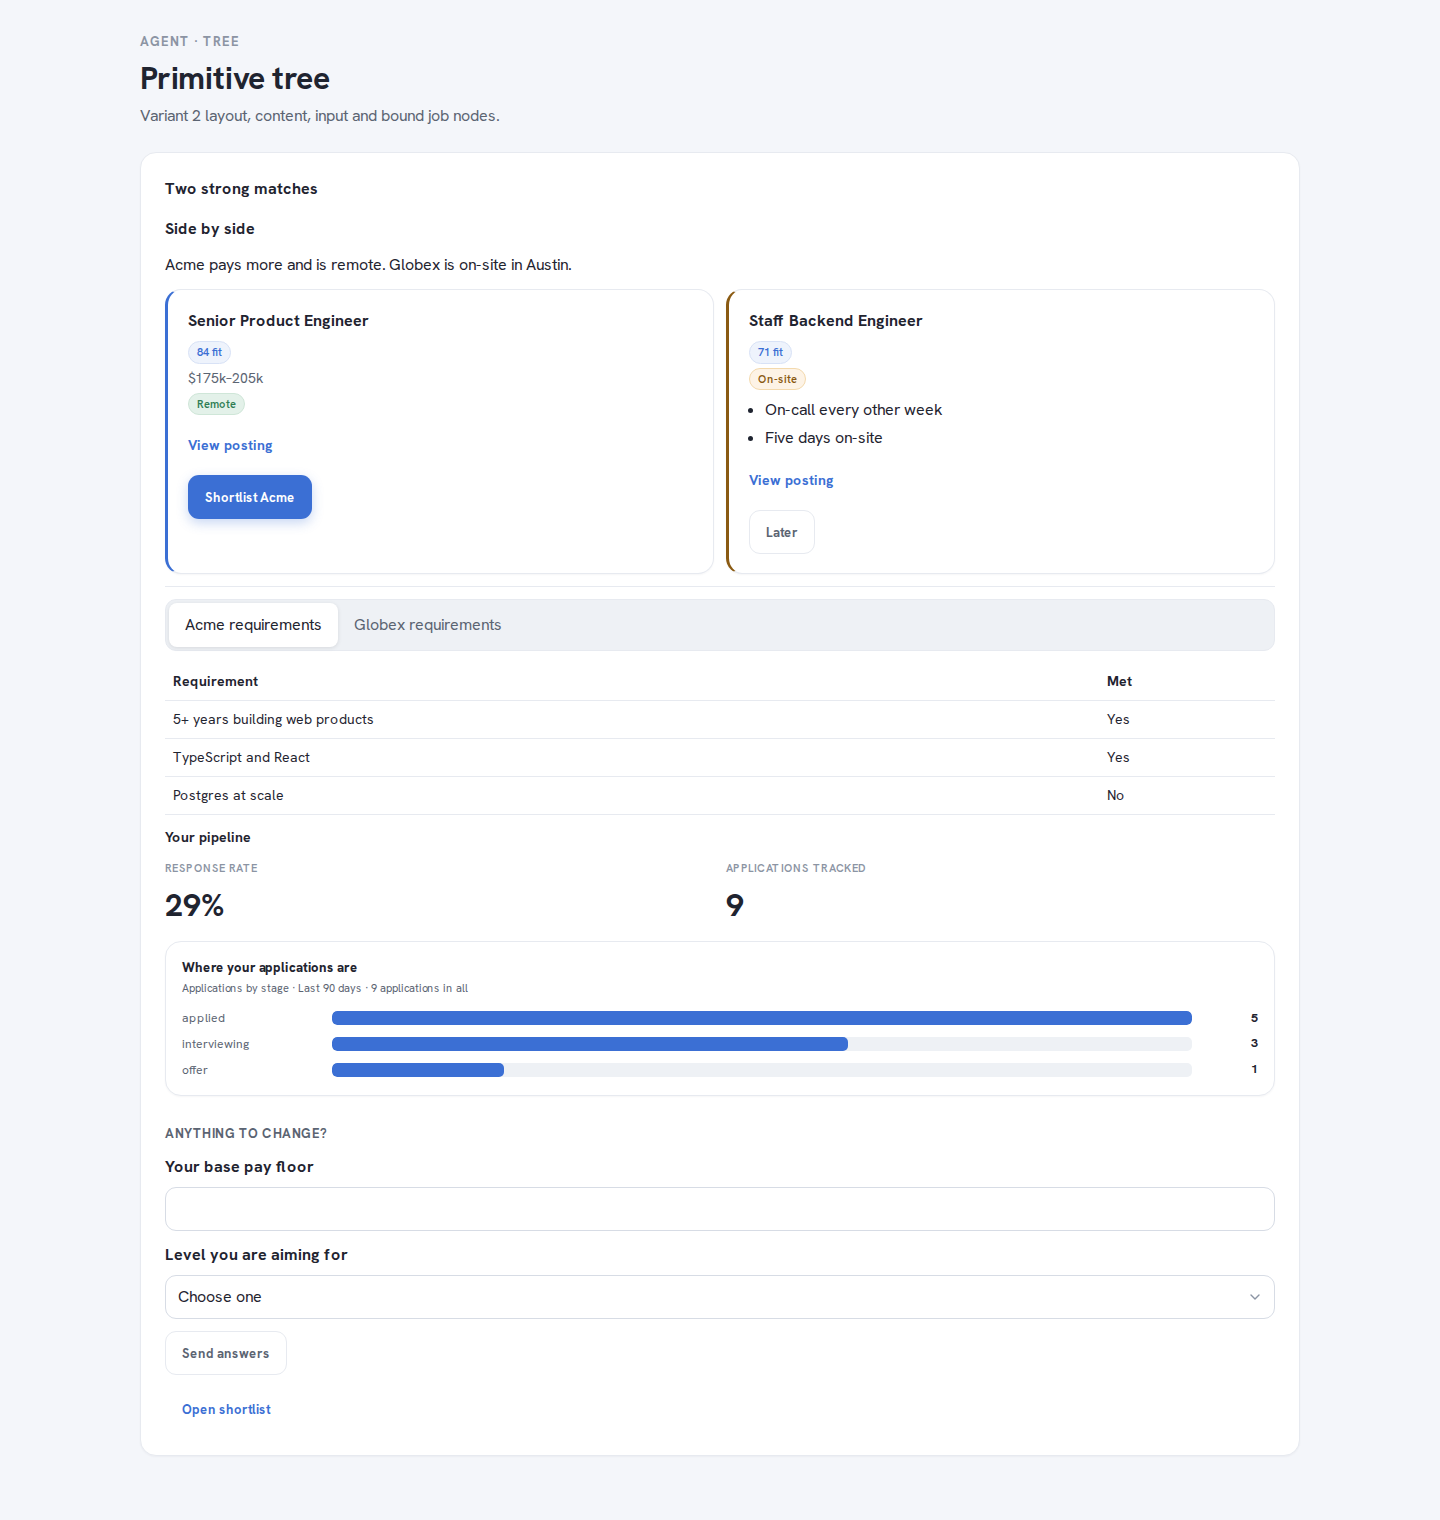 AGENT · TREE
Primitive tree
Variant 2 layout, content, input and bound job nodes.
Two strong matches
Side by side
Acme pays more and is remote. Globex is on-site in Austin.
Senior Product Engineer
84 fit
$175k–205k
Remote
View posting
Shortlist Acme
Staff Backend Engineer
71 fit
On-site
• On-call every other week
• Five days on-site
View posting
Later
Acme requirements Globex requirements
Requirement Met
5+ years building web products Yes
TypeScript and React Yes
Postgres at scale No
Your pipeline
RESPONSE RATE APPLICATIONS TRACKED
29% 9
Where your applications are
Applications by stage · Last 90 days · 9 applications in all
applied 5
interviewing 3
offer 1
ANYTHING TO CHANGE?
Your base pay floor
Level you are aiming for
Choose one
Send answers
Open shortlist